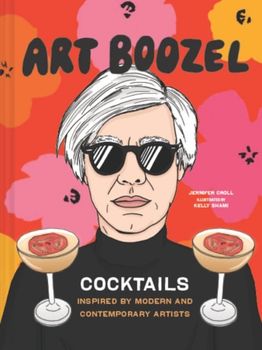 ART BOOZEL
JENNIFER CROLL
ILLUSTRATED BY
KELLY SHAMI
COCKTAILS
INSPIRED BY MODERN AND
CONTEMPORARY ARTISTS